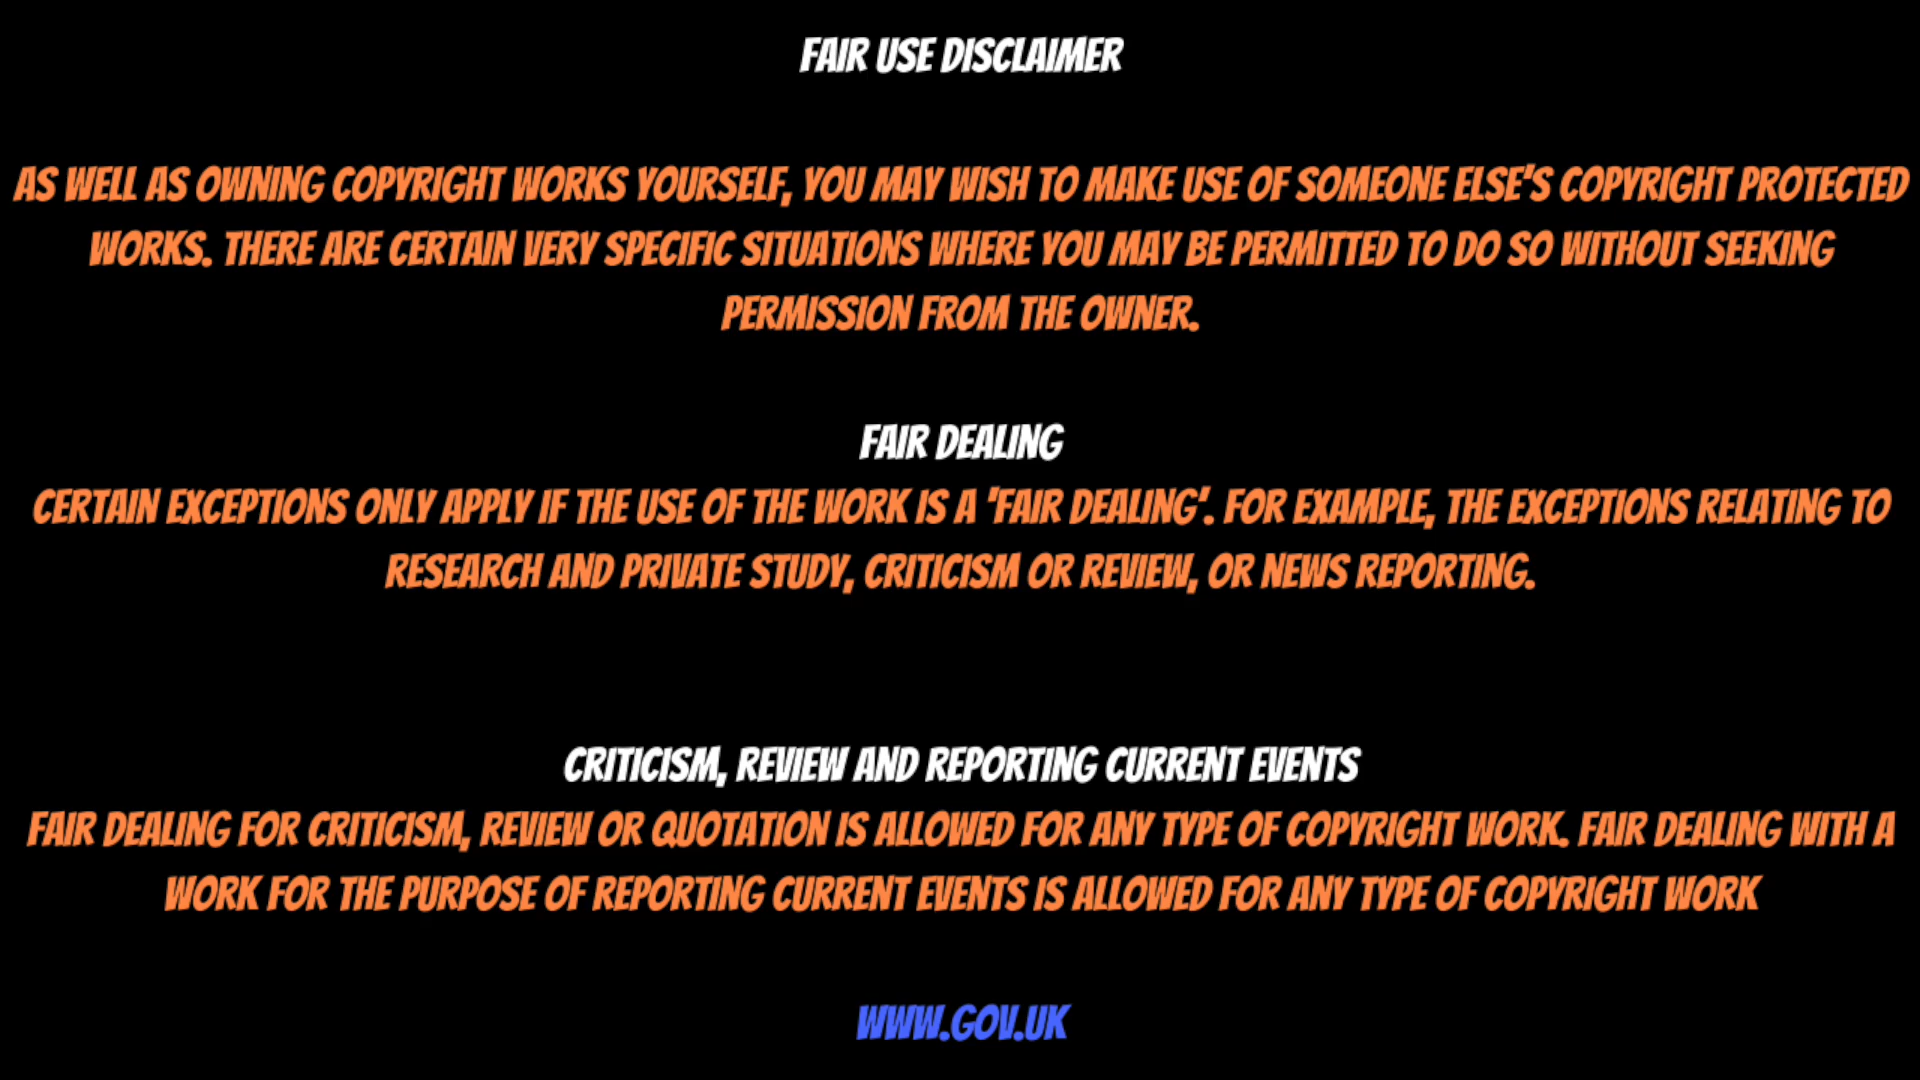 FAIR USE DISCLAIMER
AS WELL AS OWNING COPYRIGHT WORKS YOURSELF, YOU MAY WISH TO MAKE USE OF SOMEONE ELSE'S COPYRIGHT PROTECTED
WORKS. THERE ARE CERTAIN VERY SPECIFIC SITUATIONS WHERE YOU MAY BE PERMITTED TO DO SO WITHOUT SEEKING
PERMISSION FROM THE OWNER.
FAIR DEALING
CERTAIN EXCEPTIONS ONLY APPLY IF THE USE OF THE WORK IS A 'FAIR DEALING'. FOR EXAMPLE, THE EXCEPTIONS RELATING TO
RESEARCH AND PRIVATE STUDY, CRITICISM OR REVIEW, OR NEWS REPORTING.
CRITICISM, REVIEW AND REPORTING CURRENT EVENTS
FAIR DEALING FOR CRITICISM, REVIEW OR QUOTATION IS ALLOWED FOR ANY TYPE OF COPYRIGHT WORK. FAIR DEALING WITH A
WORK FOR THE PURPOSE OF REPORTING CURRENT EVENTS IS ALLOWED FOR ANY TYPE OF COPYRIGHT WORK
WWW.GOV.UK